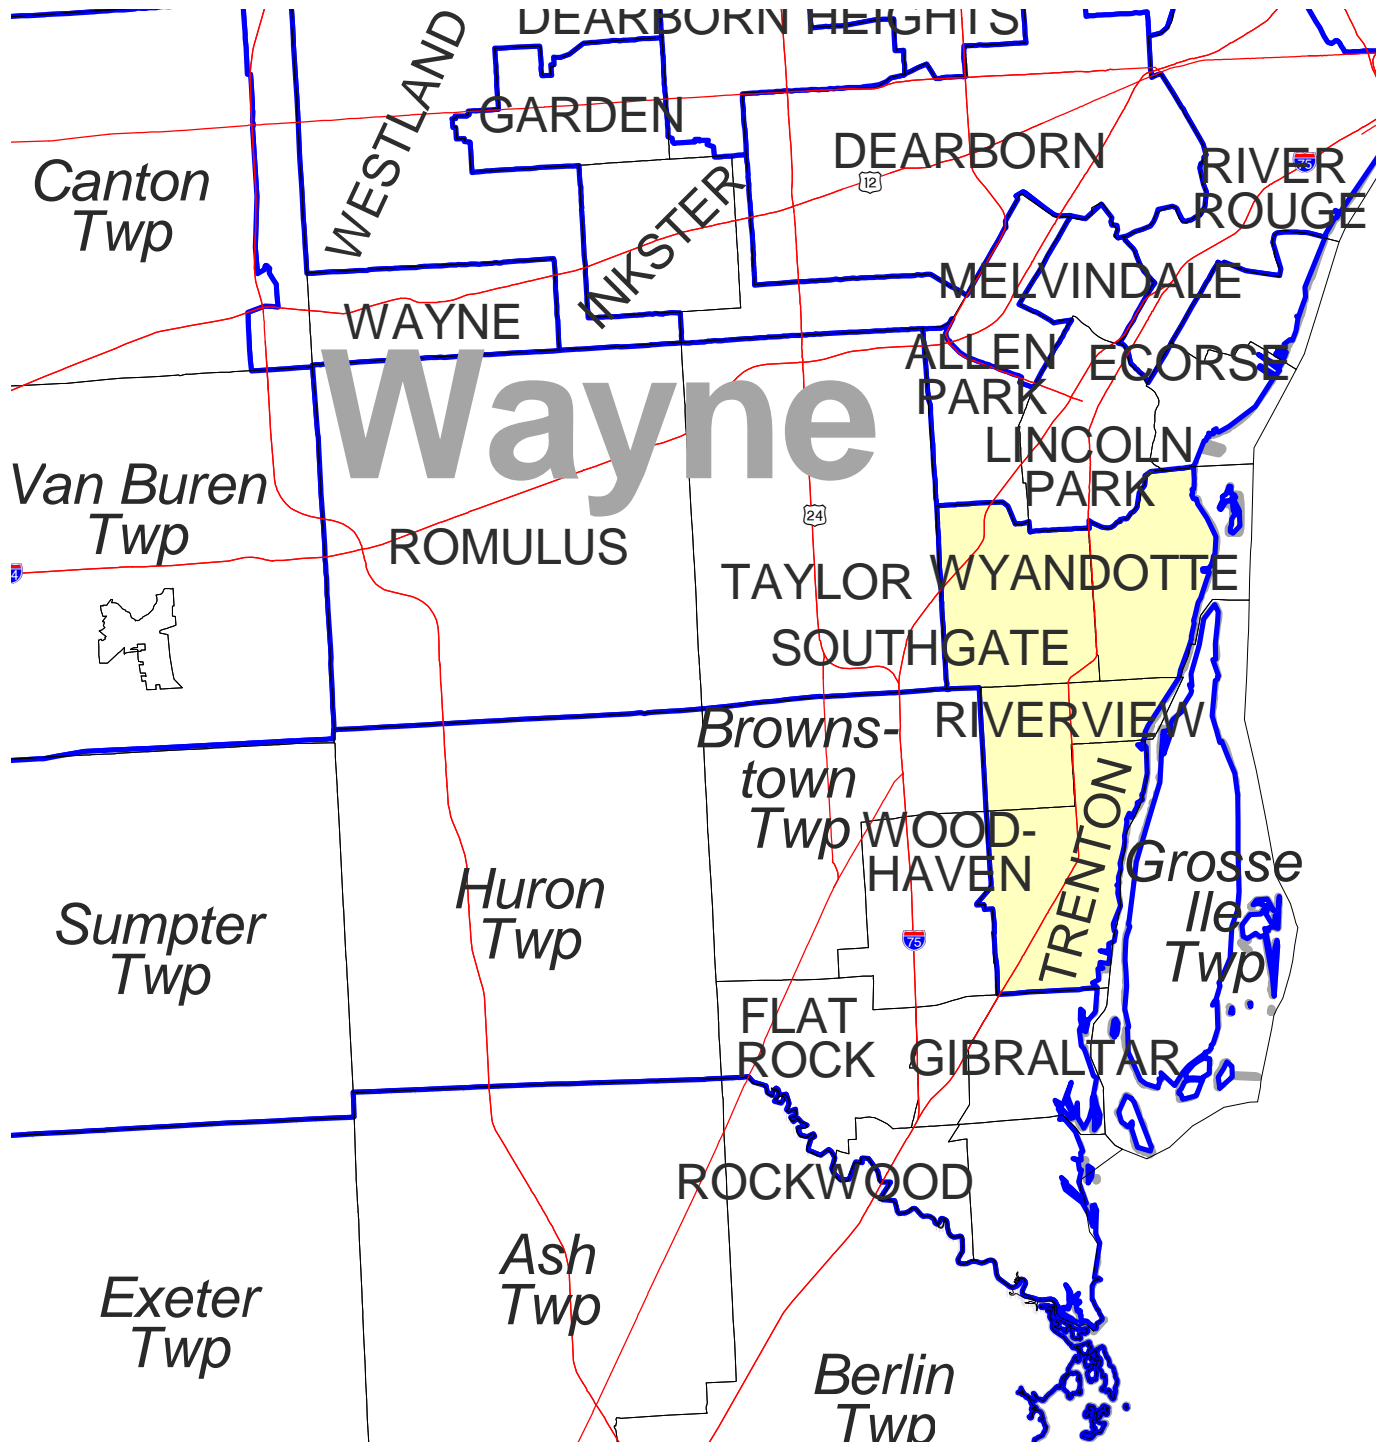 DEARBORN HEIGHTS
WESTLAND
GARDEN
DEARBORN
12
RIVER
ROUGE
75
Canton
Twp
INKSTER
MELVINDALE
WAYNE
Wayne
ALLEN
PARK
ECORSE
LINCOLN
PARK
Van Buren
Twp
ROMULUS
24
TAYLOR
WYANDOTTE
SOUTHGATE
RIVERVIEW
Browns-
town
Twp
WOOD-
HAVEN
TRENTON
Grosse
Ile
Twp
Huron
Twp
Sumpter
Twp
75
FLAT
ROCK
GIBRALTAR
ROCKWOOD
Ash
Twp
Exeter
Twp
Berlin
Twp